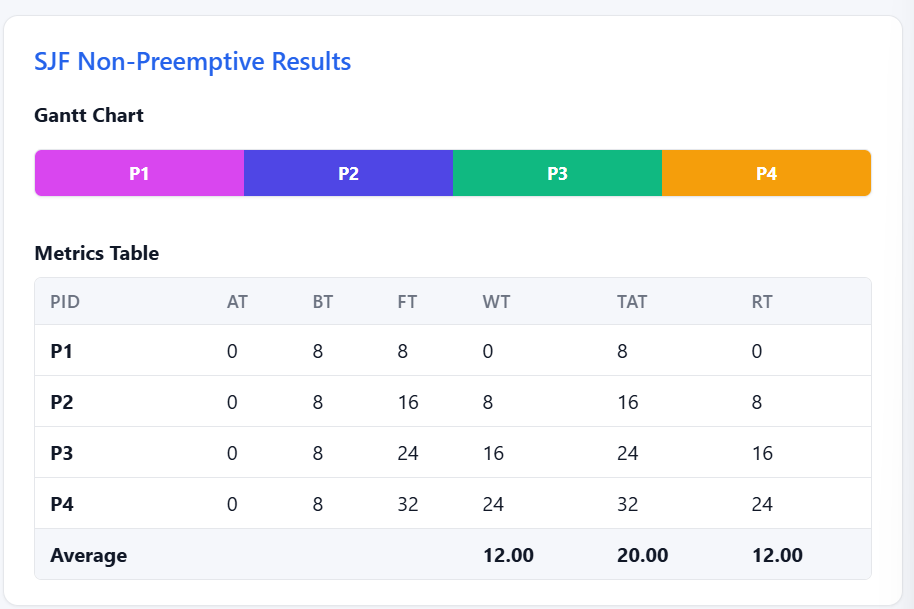 SJF Non-Preemptive Results
Gantt Chart
P1 P2 P3 P4
Metrics Table
PID AT BT FT WT TAT RT
P1 0 8 8 0 8 0
P2 0 8 16 8 16 8
P3 0 8 24 16 24 16
P4 0 8 32 24 32 24
Average 12.00 20.00 12.00